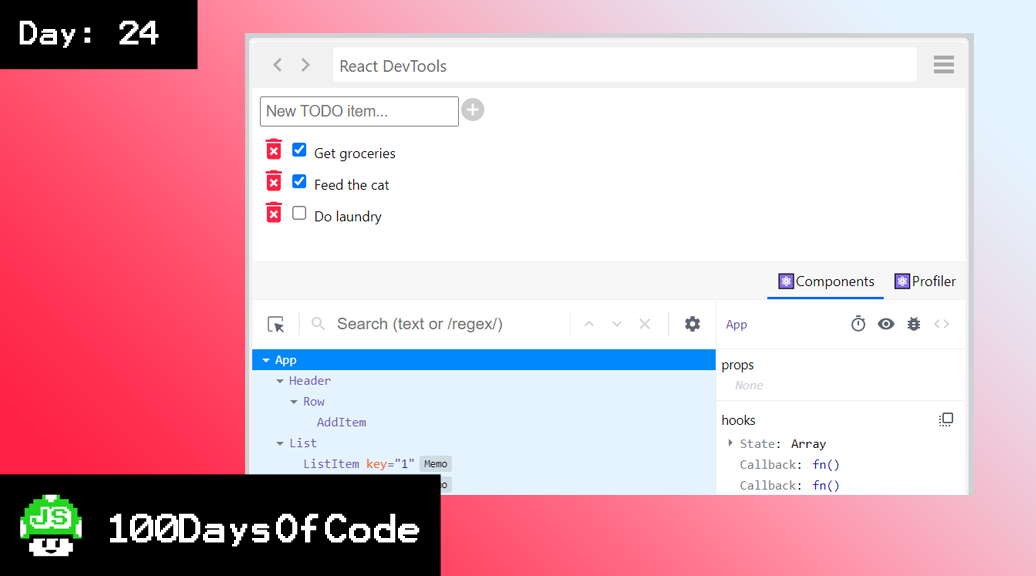 Day: 24
React DevTools
New TODO item...
Get groceries
Feed the cat
Do laundry
Components Profiler
Search (text or /regex/)
App
App
props
None
Header
Row
AddItem
List
ListItem key="1" Memo
hooks
State: Array
Callback: fn()
Callback: fn()
JS
100DaysOfCode